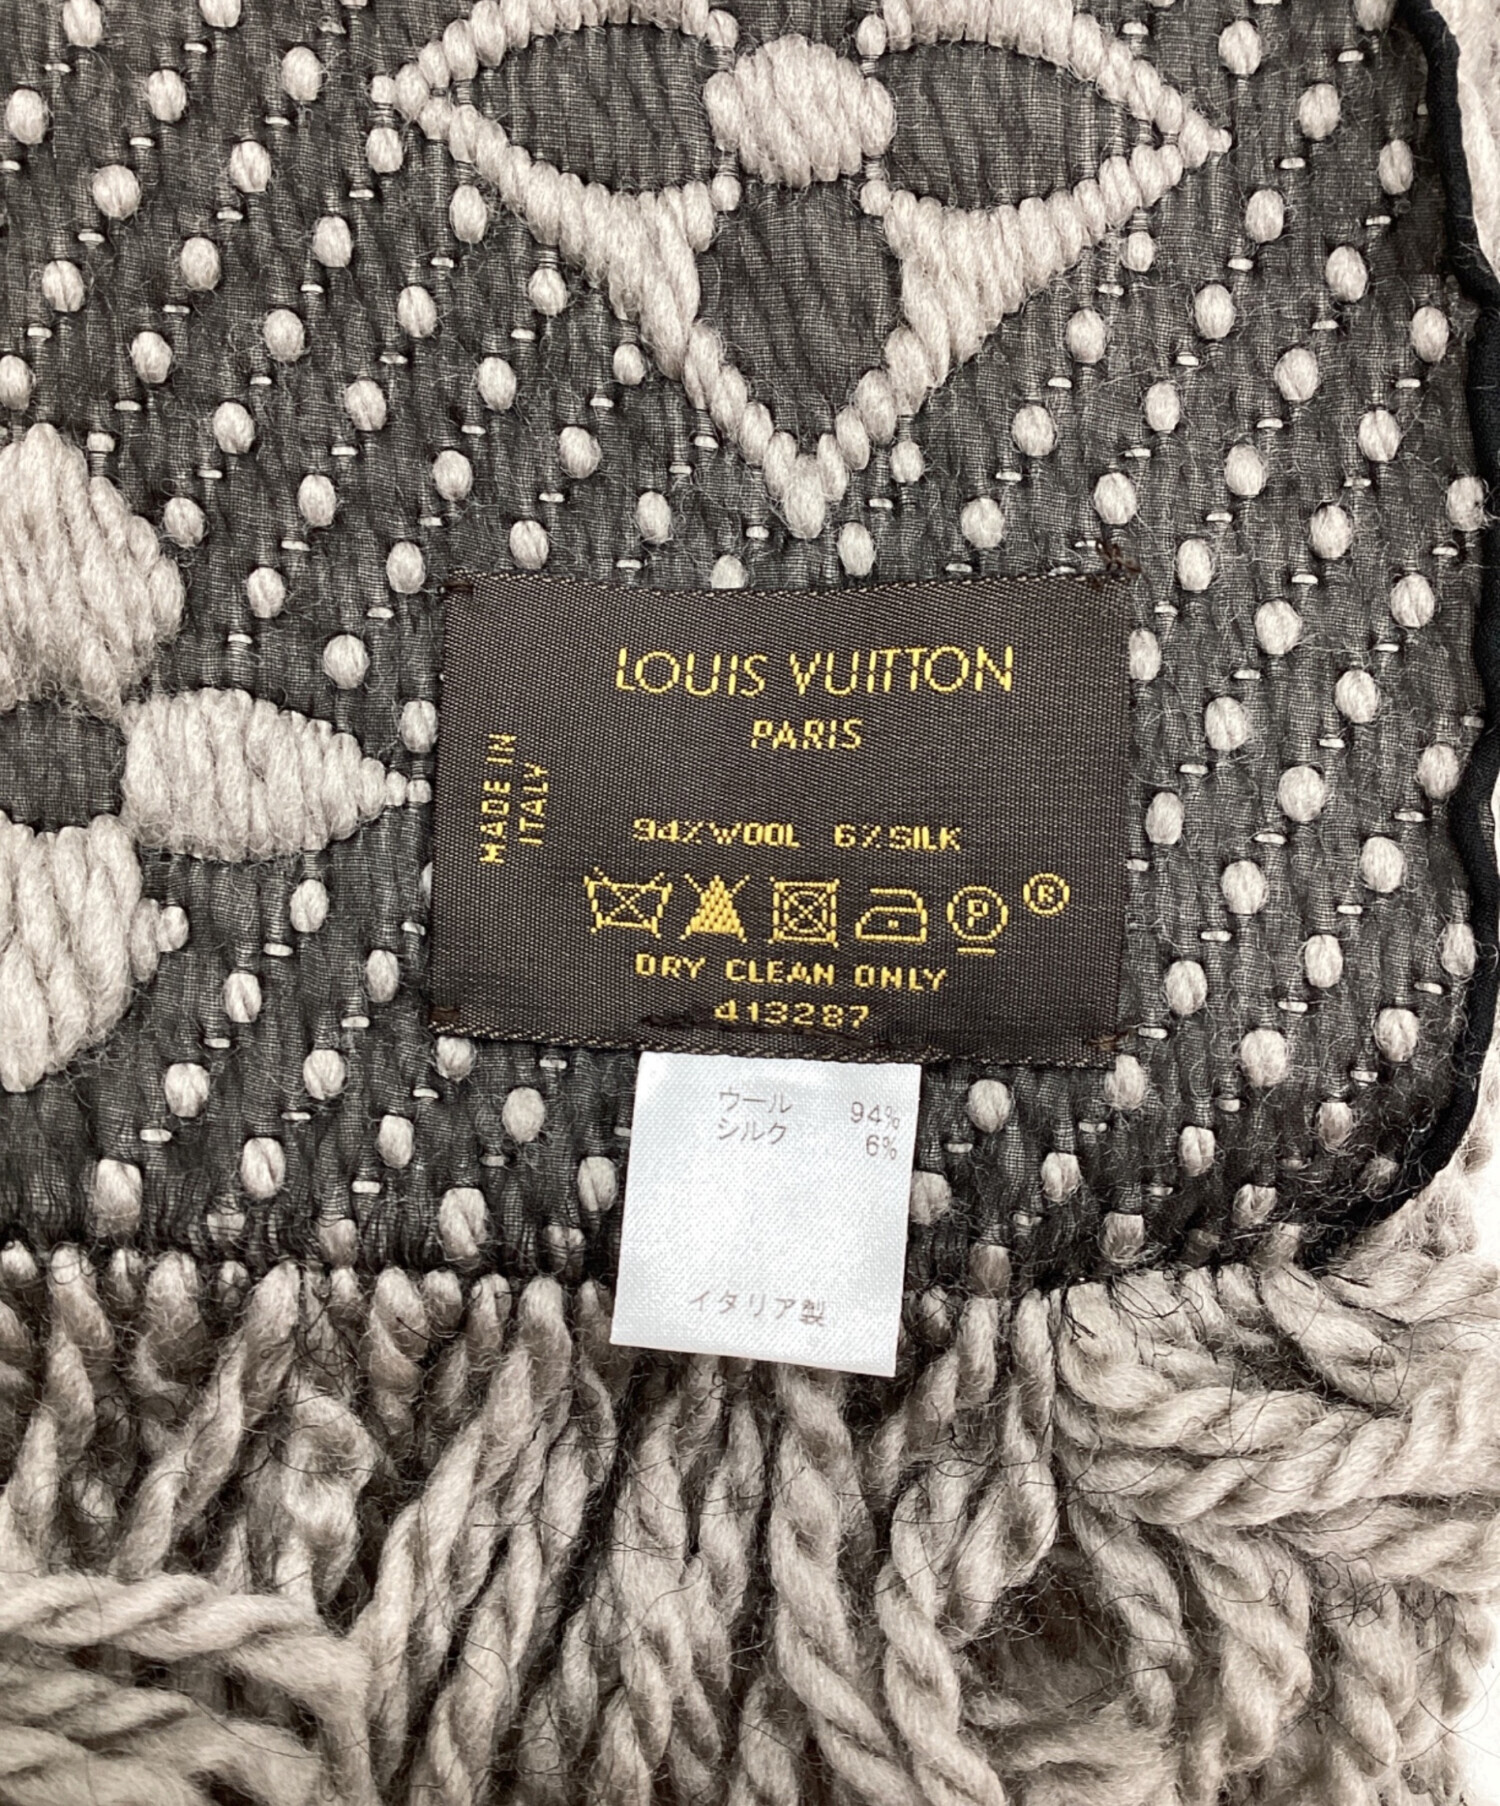 LOUIS VUITTON
PARIS
MADE IN
ITALY
94%WOOL 6%SILK
P
®
DRY CLEAN ONLY
413287
ウール 94%
シルク 6%
イタリア製